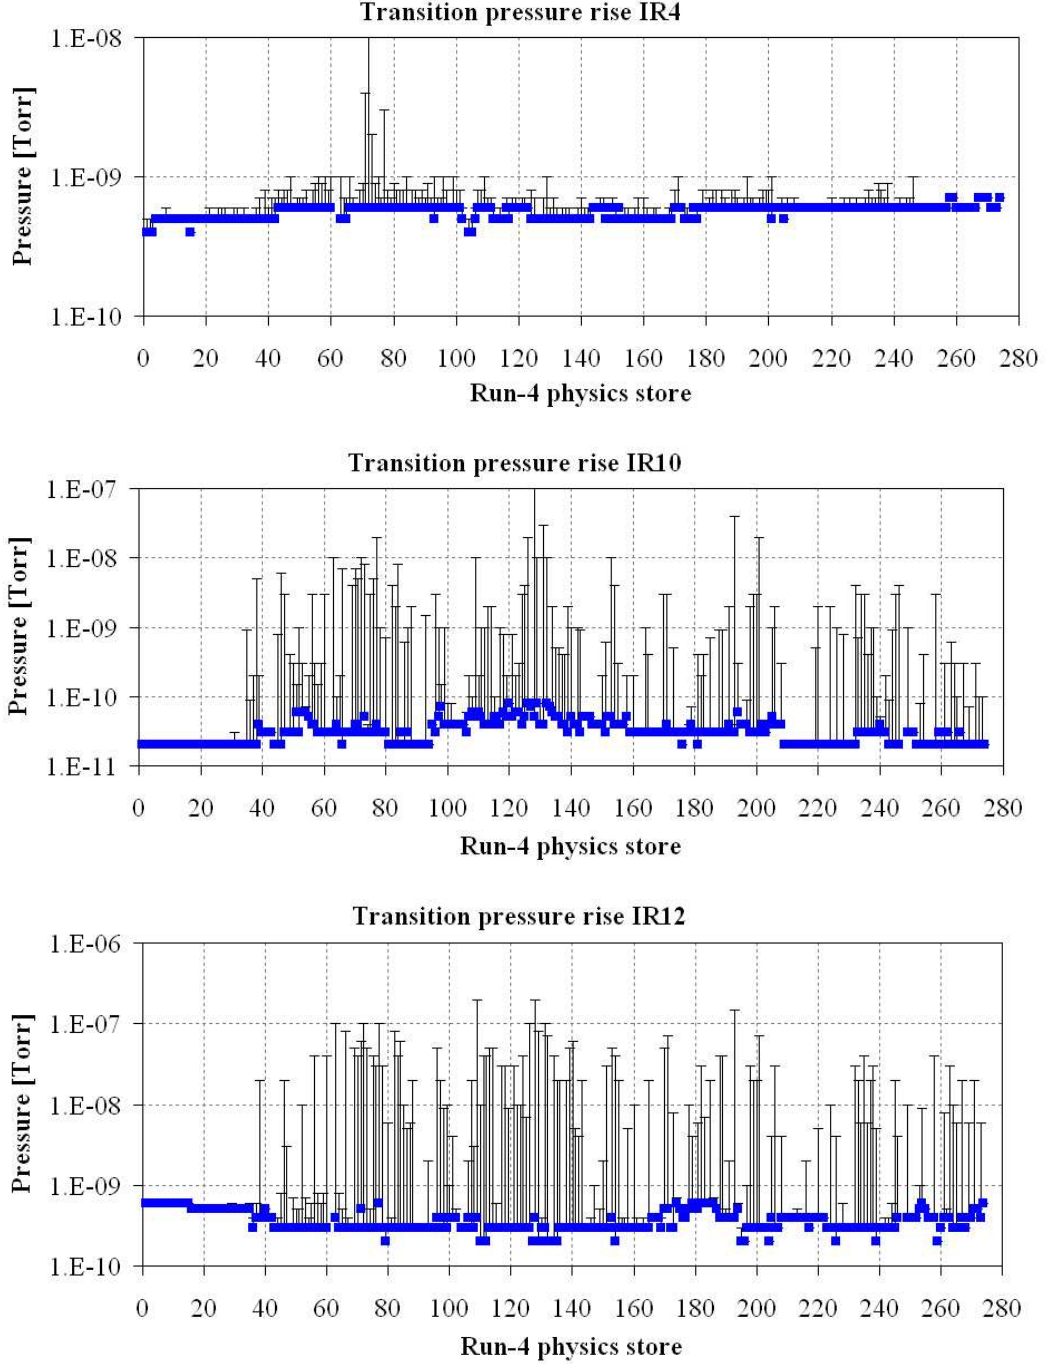 Transition pressure rise IR4
1.E-08
1.E-09
1.E-10
Pressure [Torr]
0 20 40 60 80 100 120 140 160 180 200 220 240 260 280
Run-4 physics store
Transition pressure rise IR10
1.E-07
1.E-08
1.E-09
1.E-10
1.E-11
Pressure [Torr]
0 20 40 60 80 100 120 140 160 180 200 220 240 260 280
Run-4 physics store
Transition pressure rise IR12
1.E-06
1.E-07
1.E-08
1.E-09
1.E-10
Pressure [Torr]
0 20 40 60 80 100 120 140 160 180 200 220 240 260 280
Run-4 physics store